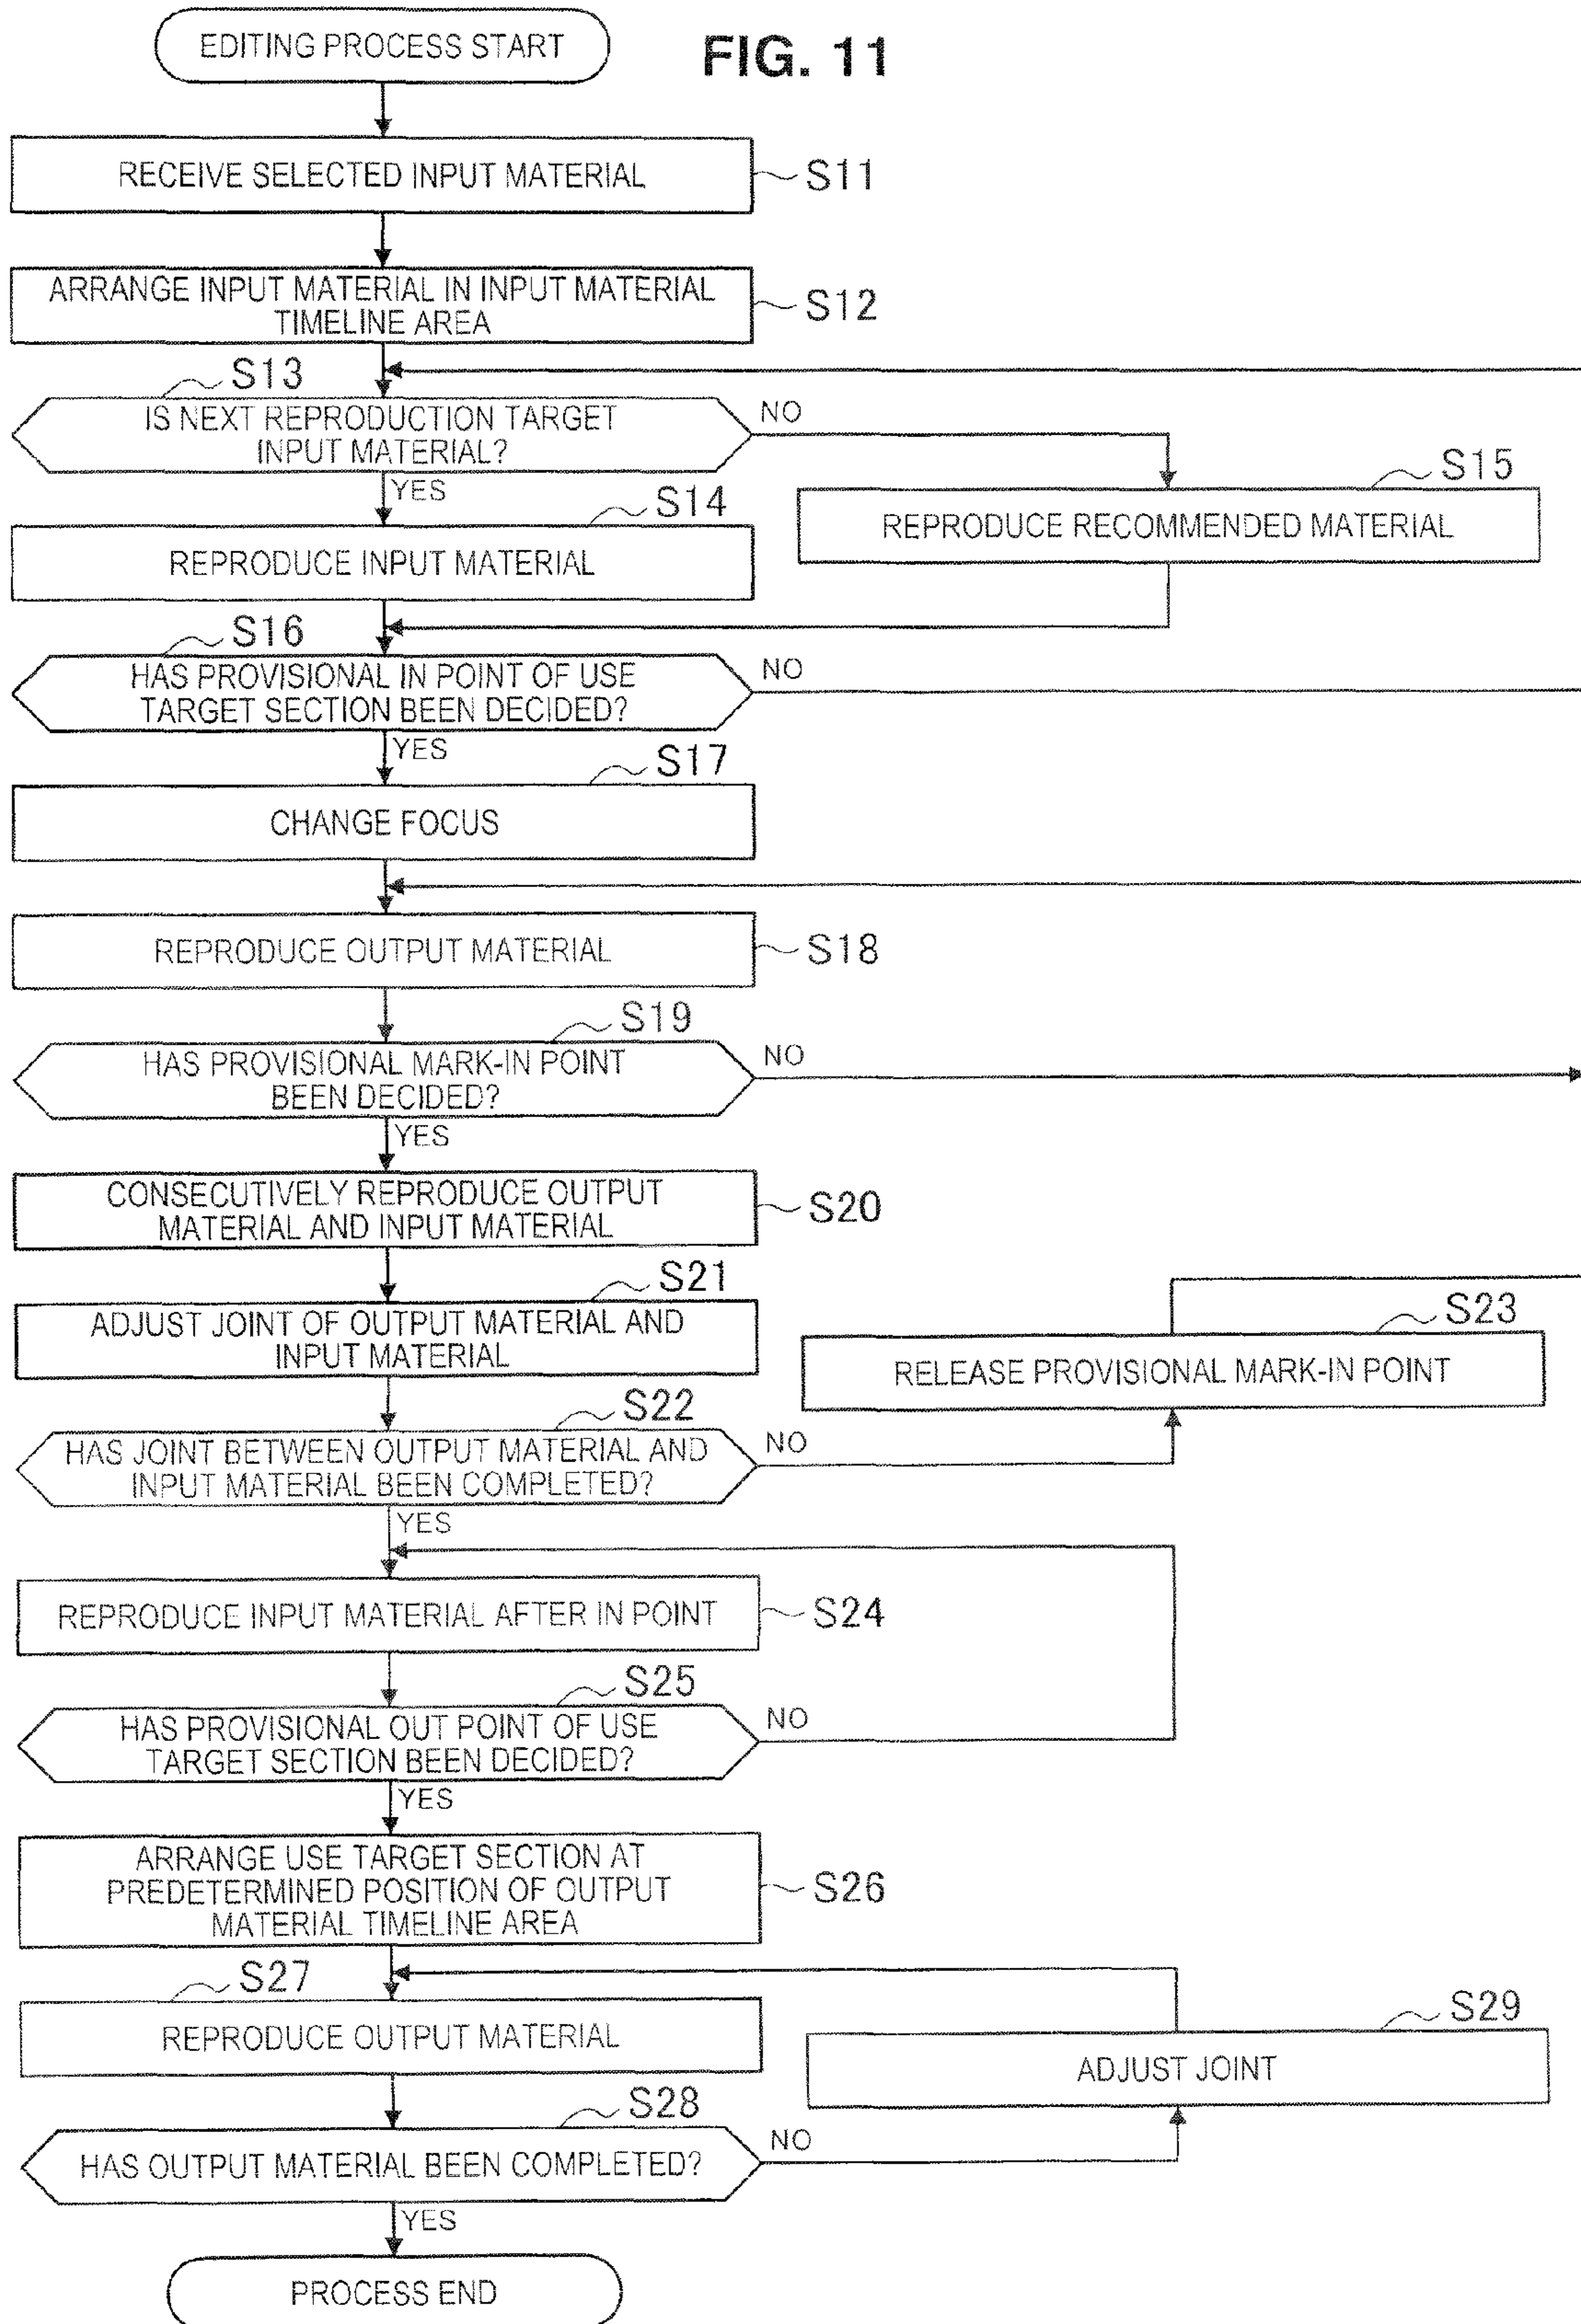 EDITING PROCESS START
FIG. 11
RECEIVE SELECTED INPUT MATERIAL
S11
ARRANGE INPUT MATERIAL IN INPUT MATERIAL
TIMELINE AREA
S12
S13
IS NEXT REPRODUCTION TARGET
INPUT MATERIAL?
NO
YES
S14
REPRODUCE INPUT MATERIAL
S15
REPRODUCE RECOMMENDED MATERIAL
S16
HAS PROVISIONAL IN POINT OF USE
TARGET SECTION BEEN DECIDED?
NO
YES
S17
CHANGE FOCUS
REPRODUCE OUTPUT MATERIAL
S18
S19
HAS PROVISIONAL MARK-IN POINT
BEEN DECIDED?
NO
YES
CONSECUTIVELY REPRODUCE OUTPUT
MATERIAL AND INPUT MATERIAL
S20
S21
ADJUST JOINT OF OUTPUT MATERIAL AND
INPUT MATERIAL
S23
RELEASE PROVISIONAL MARK-IN POINT
S22
HAS JOINT BETWEEN OUTPUT MATERIAL AND
INPUT MATERIAL BEEN COMPLETED?
NO
YES
REPRODUCE INPUT MATERIAL AFTER IN POINT
S24
S25
HAS PROVISIONAL OUT POINT OF USE
TARGET SECTION BEEN DECIDED?
NO
YES
ARRANGE USE TARGET SECTION AT
PREDETERMINED POSITION OF OUTPUT
MATERIAL TIMELINE AREA
S26
S27
REPRODUCE OUTPUT MATERIAL
S29
ADJUST JOINT
S28
HAS OUTPUT MATERIAL BEEN COMPLETED?
NO
YES
PROCESS END